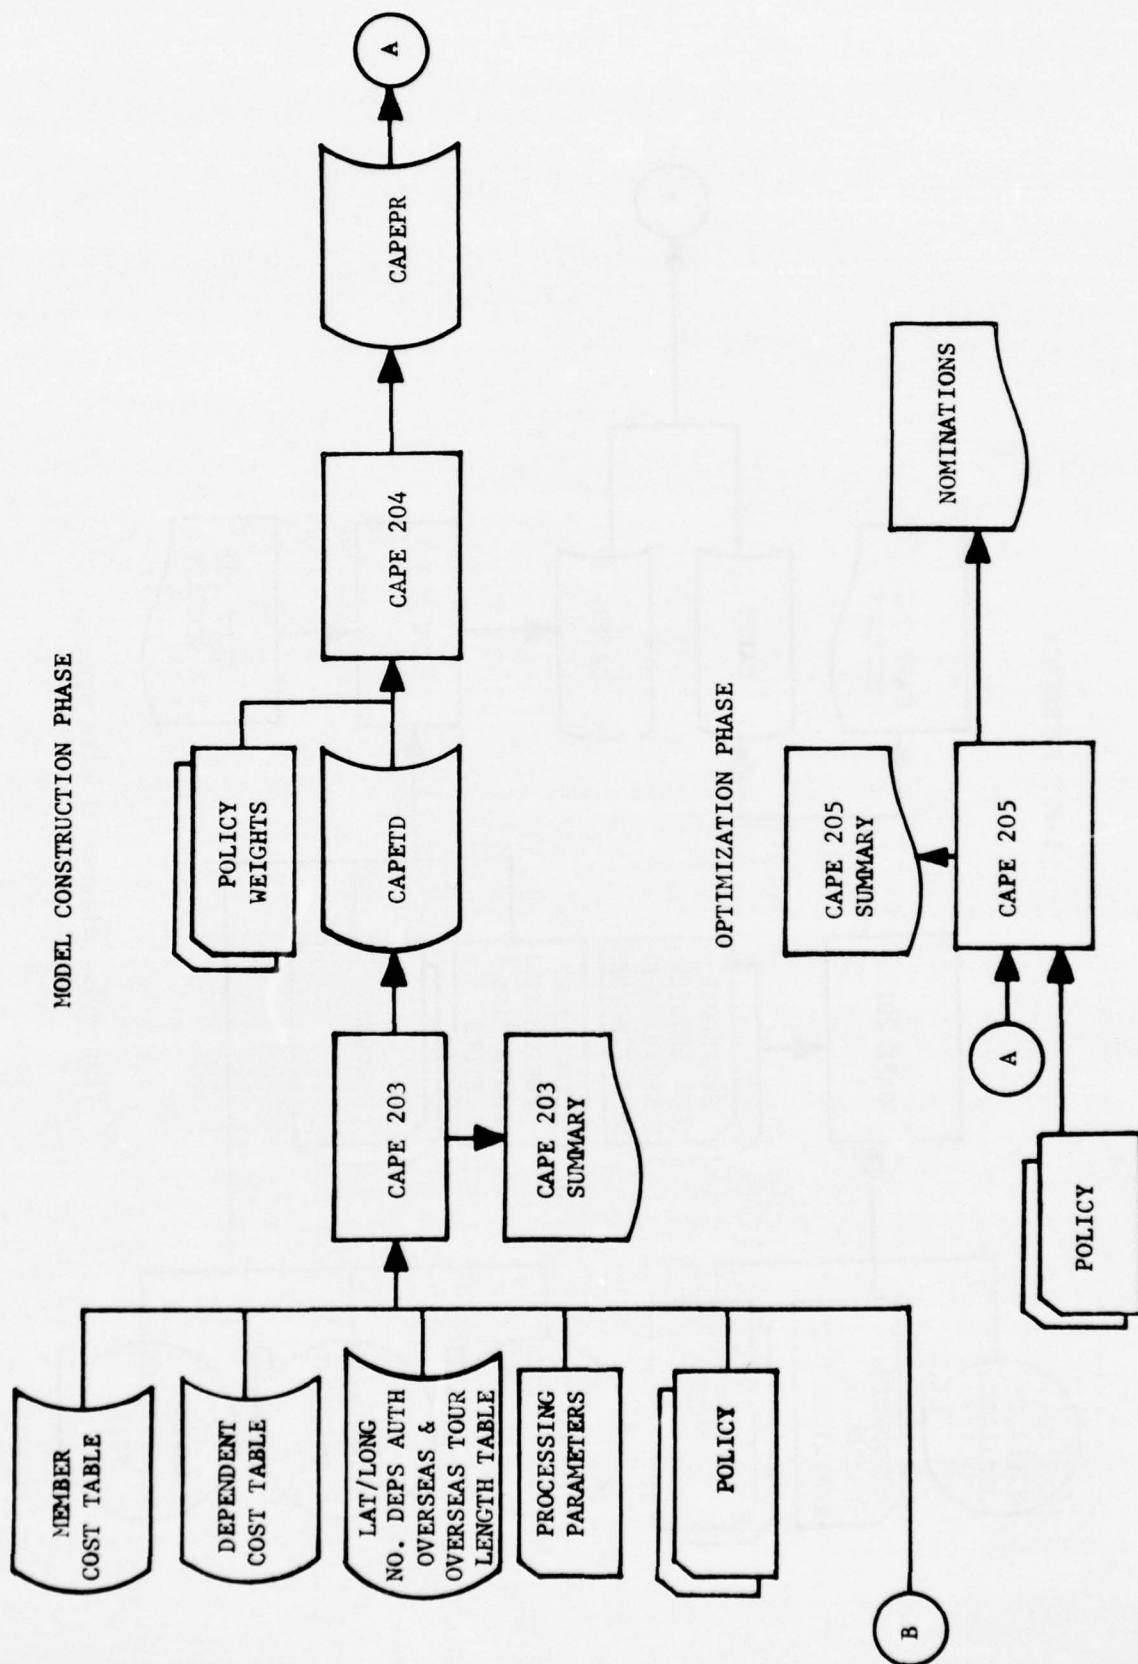 MODEL CONSTRUCTION PHASE
MEMBER
COST TABLE
DEPENDENT
COST TABLE
LAT/LONG
NO. DEPS AUTH
OVERSEAS &
OVERSEAS TOUR
LENGTH TABLE
PROCESSING
PARAMETERS
POLICY
B
CAPE 203
CAPE 203
SUMMARY
POLICY
WEIGHTS
CAPETD
CAPE 204
CAPEPR
A
OPTIMIZATION PHASE
CAPE 205
SUMMARY
A
POLICY
CAPE 205
NOMINATIONS